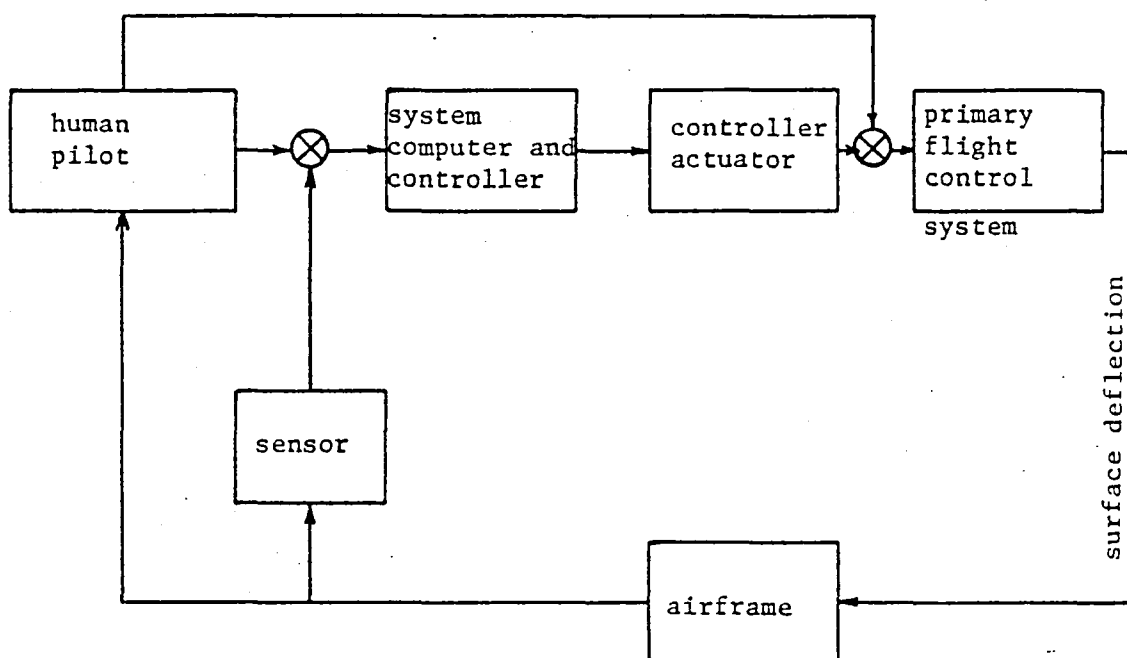 human
pilot
system
computer and
controller
controller
actuator
primary
flight
control
system
sensor
surface deflection
airframe